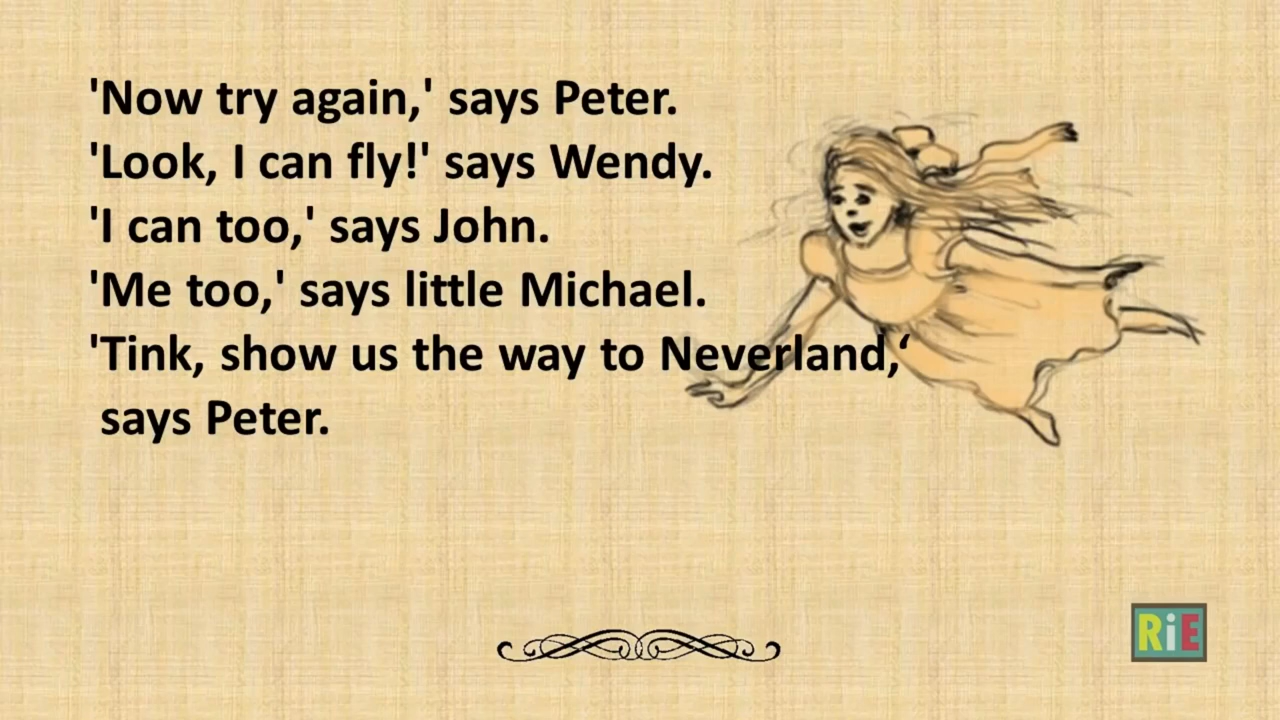 'Now try again,' says Peter.
'Look, I can fly!' says Wendy.
'I can too,' says John.
'Me too,' says little Michael.
'Tink, show us the way to Neverland,‘
says Peter.
RiE